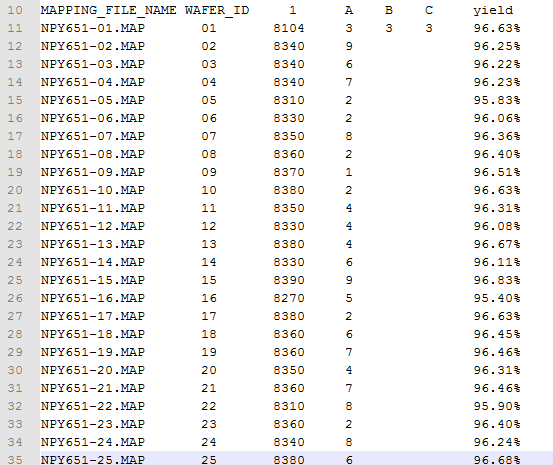 10 MAPPING_FILE_NAME WAFER_ID 1 A B C yield
11 NPY651-01.MAP 01 8104 3 3 3 96.63%
12 NPY651-02.MAP 02 8340 9 96.25%
13 NPY651-03.MAP 03 8340 6 96.22%
14 NPY651-04.MAP 04 8340 7 96.23%
15 NPY651-05.MAP 05 8310 2 95.83%
16 NPY651-06.MAP 06 8330 2 96.06%
17 NPY651-07.MAP 07 8350 8 96.36%
18 NPY651-08.MAP 08 8360 2 96.40%
19 NPY651-09.MAP 09 8370 1 96.51%
20 NPY651-10.MAP 10 8380 2 96.63%
21 NPY651-11.MAP 11 8350 4 96.31%
22 NPY651-12.MAP 12 8330 4 96.08%
23 NPY651-13.MAP 13 8380 4 96.67%
24 NPY651-14.MAP 14 8330 6 96.11%
25 NPY651-15.MAP 15 8390 9 96.83%
26 NPY651-16.MAP 16 8270 5 95.40%
27 NPY651-17.MAP 17 8380 2 96.63%
28 NPY651-18.MAP 18 8360 6 96.45%
29 NPY651-19.MAP 19 8360 7 96.46%
30 NPY651-20.MAP 20 8350 4 96.31%
31 NPY651-21.MAP 21 8360 7 96.46%
32 NPY651-22.MAP 22 8310 8 95.90%
33 NPY651-23.MAP 23 8360 2 96.40%
34 NPY651-24.MAP 24 8340 8 96.24%
35 NPY651-25.MAP 25 8380 6 96.68%